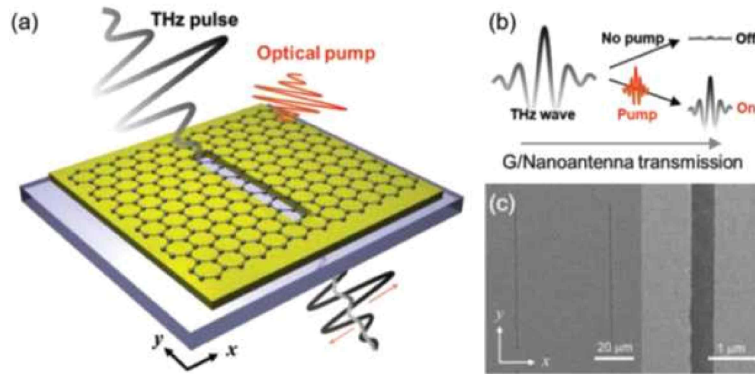 (a)
THz pulse
Optical pump
y
x
(b)
No pump
Off
THz wave
Pump
On
G/Nanoantenna transmission
(c)
y
x
20 μm
1 μm